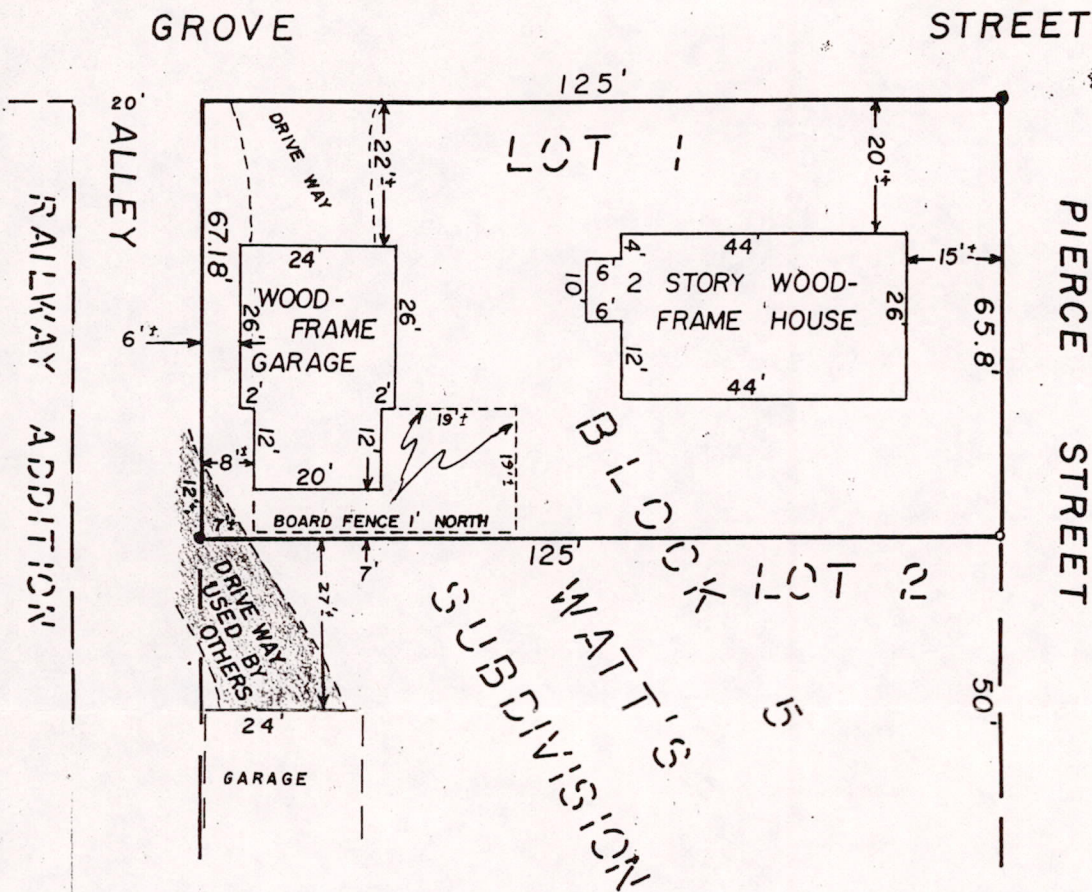 GROVE STREET
125'
20' ALLEY
RAILWAY ADDITION
PIERCE STREET
LOT 1
DRIVE WAY
22'±
20'±
67.18'
65.8'
24'
WOOD-
FRAME
GARAGE
26'
26'
6'±
2'
2'
12'
12'
20'
8'±
12'±
7'±
4'
44'
6'
10'
6'
2 STORY WOOD-
FRAME HOUSE
26'
15'±
12'
44'
19'±
19'±
BOARD FENCE 1' NORTH
125'
7'
27'±
BLOCK 5
LOT 2
WATT'S
SUBDIVISION
50'
DRIVE WAY
USED BY
OTHERS
24'
GARAGE